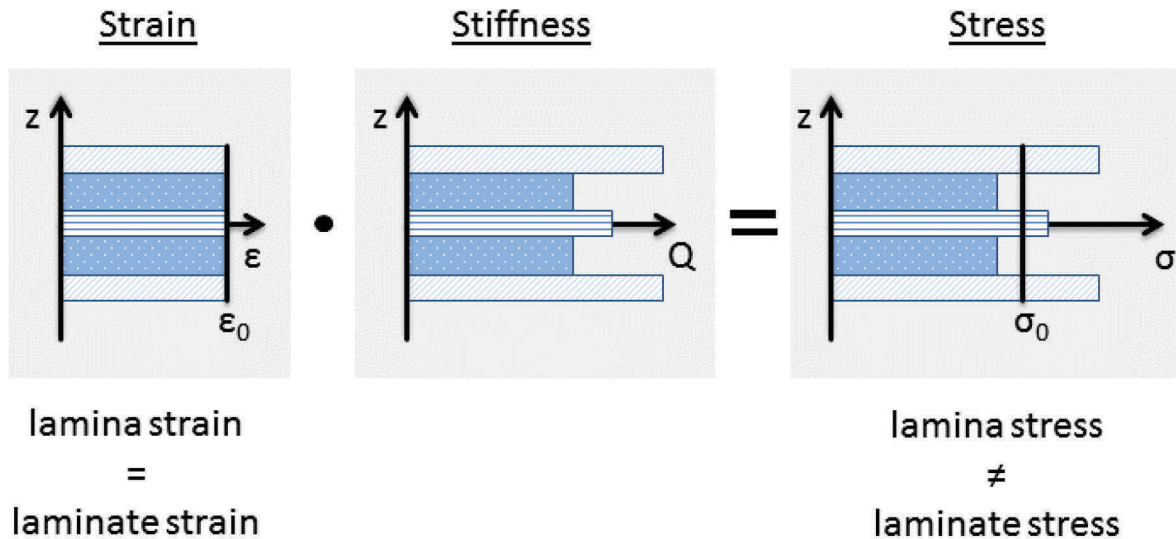 Strain
Stiffness
Stress
z
ε
ε0
•
z
Q
=
z
σ
σ0
lamina strain
=
laminate strain
lamina stress
≠
laminate stress